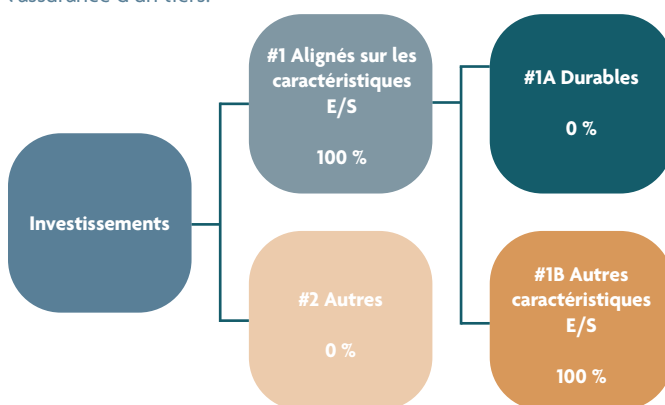 l'assurance d'un tiers.
#1 Alignés sur les
caractéristiques
E/S
100 %
#1A Durables
0 %
Investissements
#2 Autres
0 %
#1B Autres
caractéristiques
E/S
100 %